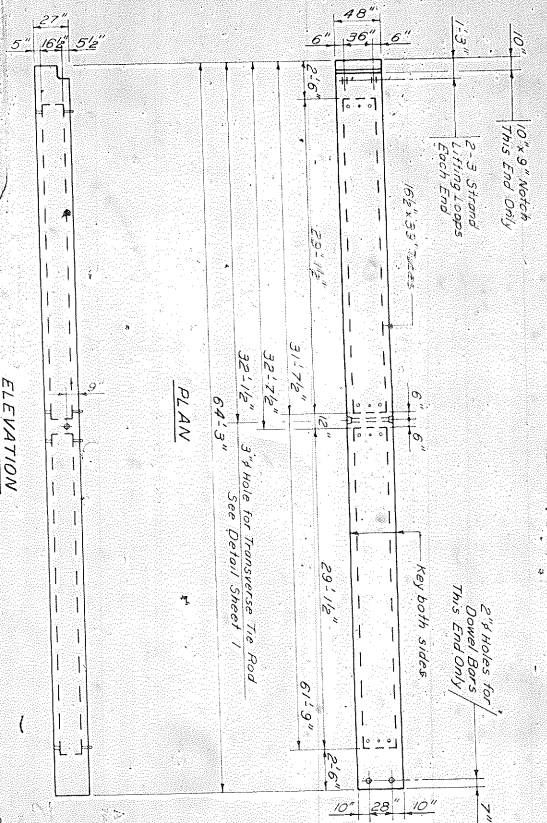 27"
5" 16½" 5½"
48"
6" 36" 6"
1'-3"
10"
10" x 9" Notch
This End Only
2-3 Strand
Lifting Loops
Each End
2'-6"
29'-1½"
31'-7½"
32'-7½"
32'-1½"
64'-3"
12"
6"
6"
29'-1½"
61'-9"
2'-6"
Key both sides
2"φ Holes for
Dowel Bars
This End Only
7"
10" 28" 10"
3"φ Hole for Transverse Tie Rod
See Detail Sheet 1
PLAN
9"
ELEVATION